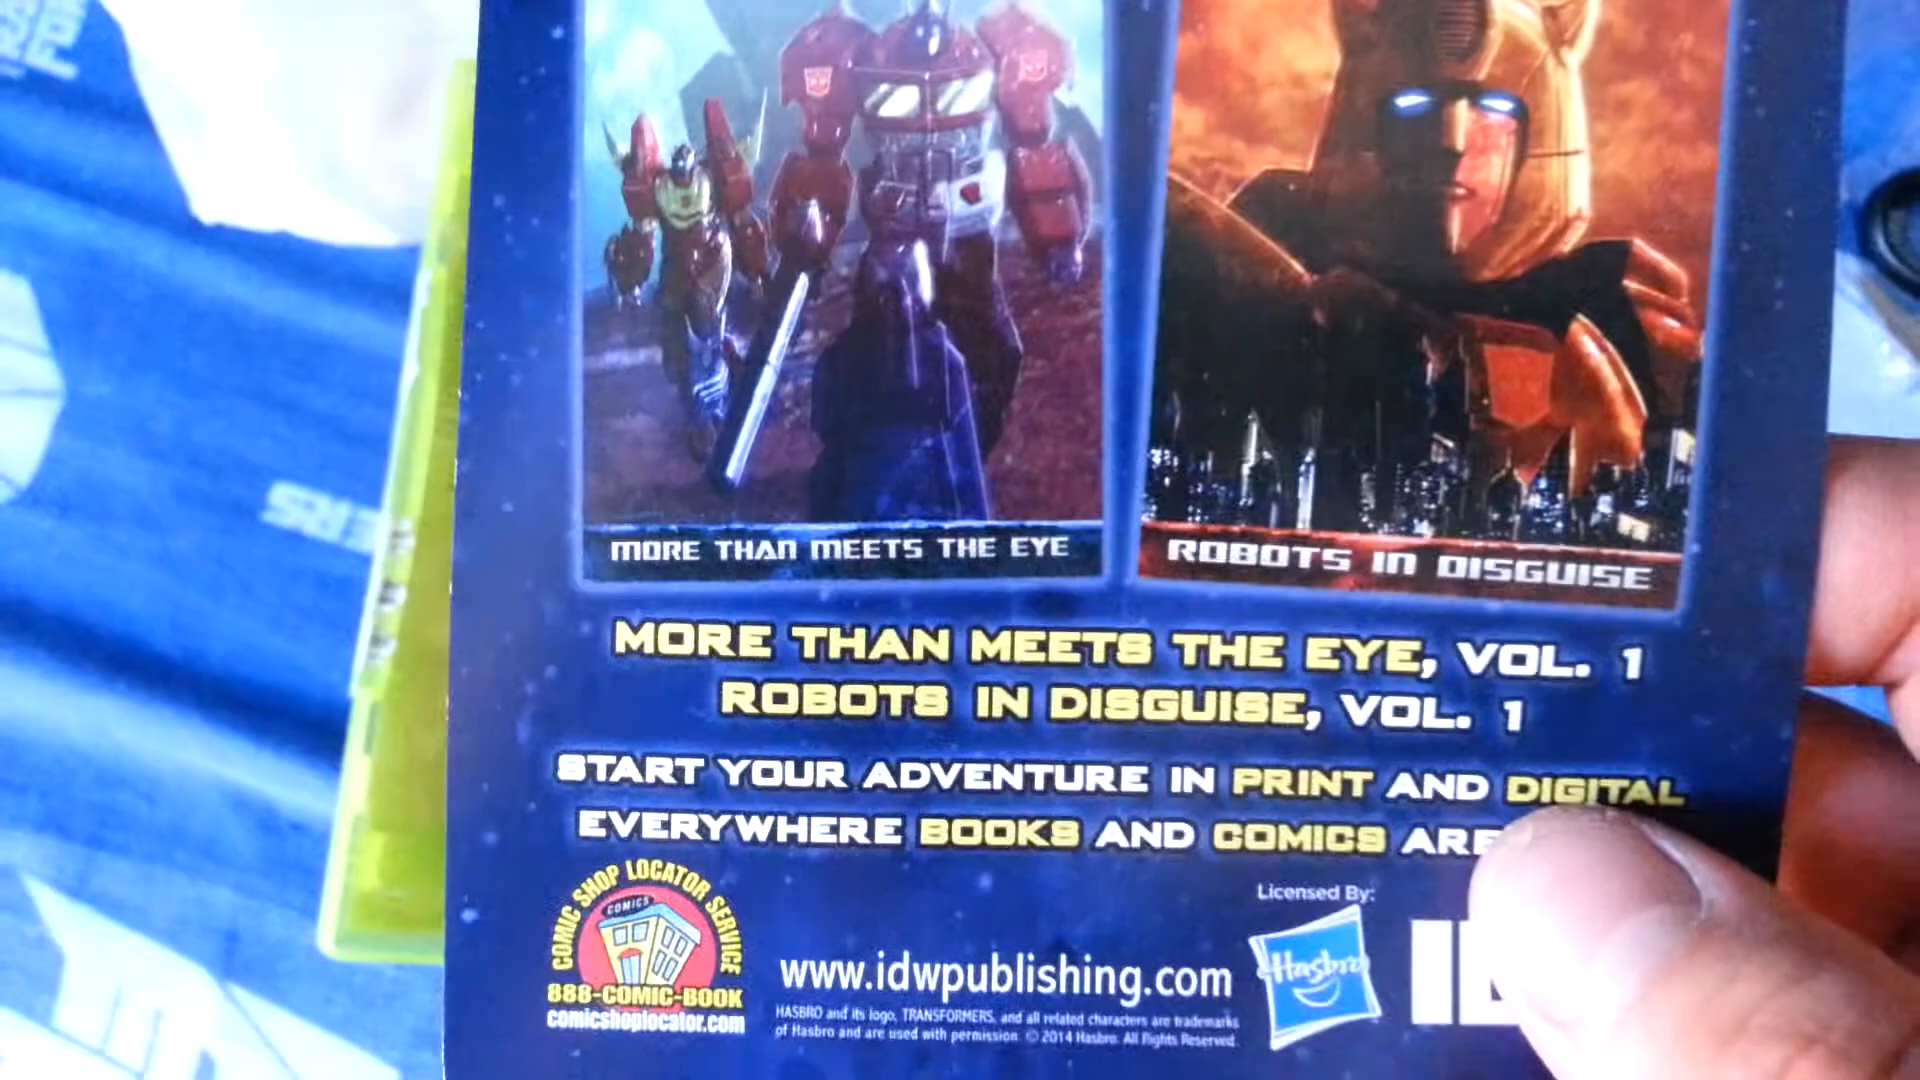 MORE THAN MEETS THE EYE
ROBOTS IN DISGUISE
MORE THAN MEETS THE EYE, VOL. 1
ROBOTS IN DISGUISE, VOL. 1
START YOUR ADVENTURE IN PRINT AND DIGITAL
EVERYWHERE BOOKS AND COMICS ARE
COMIC SHOP LOCATOR SERVICE
COMICS
888-COMIC-BOOK
comicshoplocator.com
www.idwpublishing.com
Licensed By:
Hasbro
HASBRO and its logo, TRANSFORMERS, and all related characters are trademarks
of Hasbro and are used with permission. © 2014 Hasbro. All Rights Reserved.